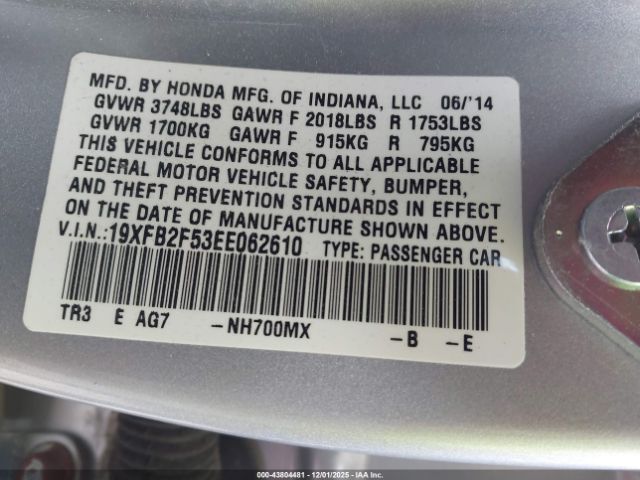 MFD. BY HONDA MFG. OF INDIANA, LLC 06/'14
GVWR 3748LBS GAWR F 2018LBS R 1753LBS
GVWR 1700KG GAWR F 915KG R 795KG
THIS VEHICLE CONFORMS TO ALL APPLICABLE
FEDERAL MOTOR VEHICLE SAFETY, BUMPER,
AND THEFT PREVENTION STANDARDS IN EFFECT
ON THE DATE OF MANUFACTURE SHOWN ABOVE.
V.I.N.:19XFB2F53EE062610 TYPE: PASSENGER CAR
TR3 E AG7 -NH700MX -B -E
000-43804481 - 12/01/2025 - IAAI.com